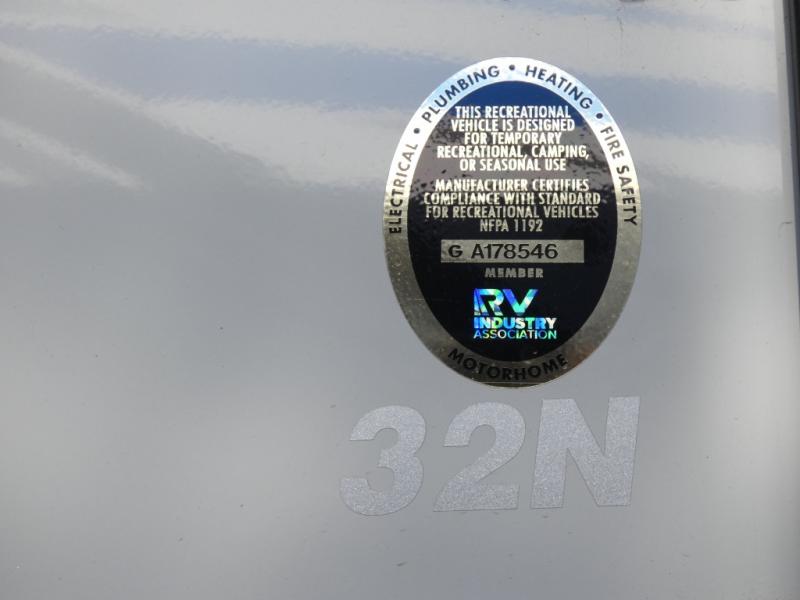 ELECTRICAL • PLUMBING • HEATING • FIRE SAFETY
THIS RECREATIONAL
VEHICLE IS DESIGNED
FOR TEMPORARY
RECREATIONAL, CAMPING,
OR SEASONAL USE
MANUFACTURER CERTIFIES
COMPLIANCE WITH STANDARD
FOR RECREATIONAL VEHICLES
NFPA 1192
G A178546
MEMBER
RV
INDUSTRY
ASSOCIATION
MOTORHOME
32N